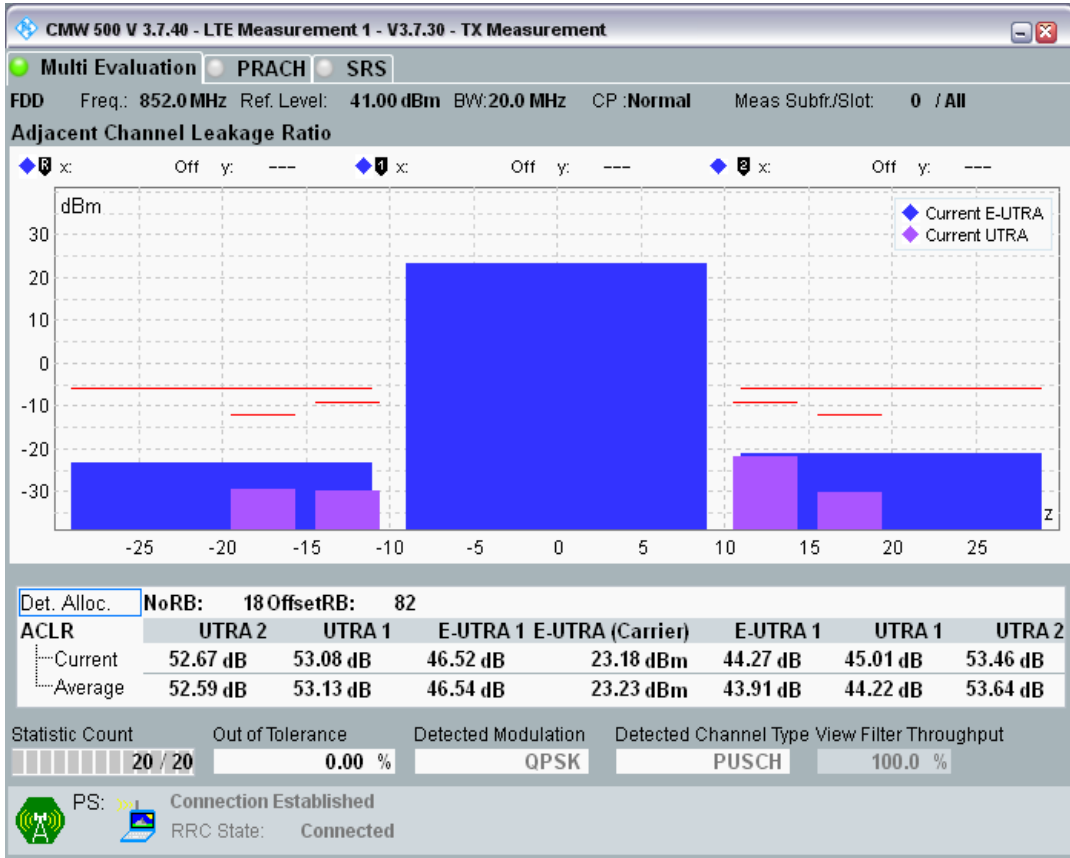 CMW 500 V 3.7.40 - LTE Measurement 1 - V3.7.30 - TX Measurement
Multi Evaluation PRACH SRS
FDD Freq.: 852.0 MHz Ref. Level: 41.00 dBm BW: 20.0 MHz CP : Normal Meas Subfr./Slot: 0 / All
Adjacent Channel Leakage Ratio
R x: Off y: --- 1 x: Off y: --- 2 x: Off y: ---
dBm
Current E-UTRA
Current UTRA
30
20
10
0
-10
-20
-30
z
-25 -20 -15 -10 -5 0 5 10 15 20 25
Det. Alloc. NoRB: 18 OffsetRB: 82
ACLR UTRA 2 UTRA 1 E-UTRA 1 E-UTRA (Carrier) E-UTRA 1 UTRA 1 UTRA 2
Current 52.67 dB 53.08 dB 46.52 dB 23.18 dBm 44.27 dB 45.01 dB 53.46 dB
Average 52.59 dB 53.13 dB 46.54 dB 23.23 dBm 43.91 dB 44.22 dB 53.64 dB
Statistic Count Out of Tolerance Detected Modulation Detected Channel Type View Filter Throughput
20 / 20 0.00 % QPSK PUSCH 100.0 %
PS: Connection Established
RRC State: Connected